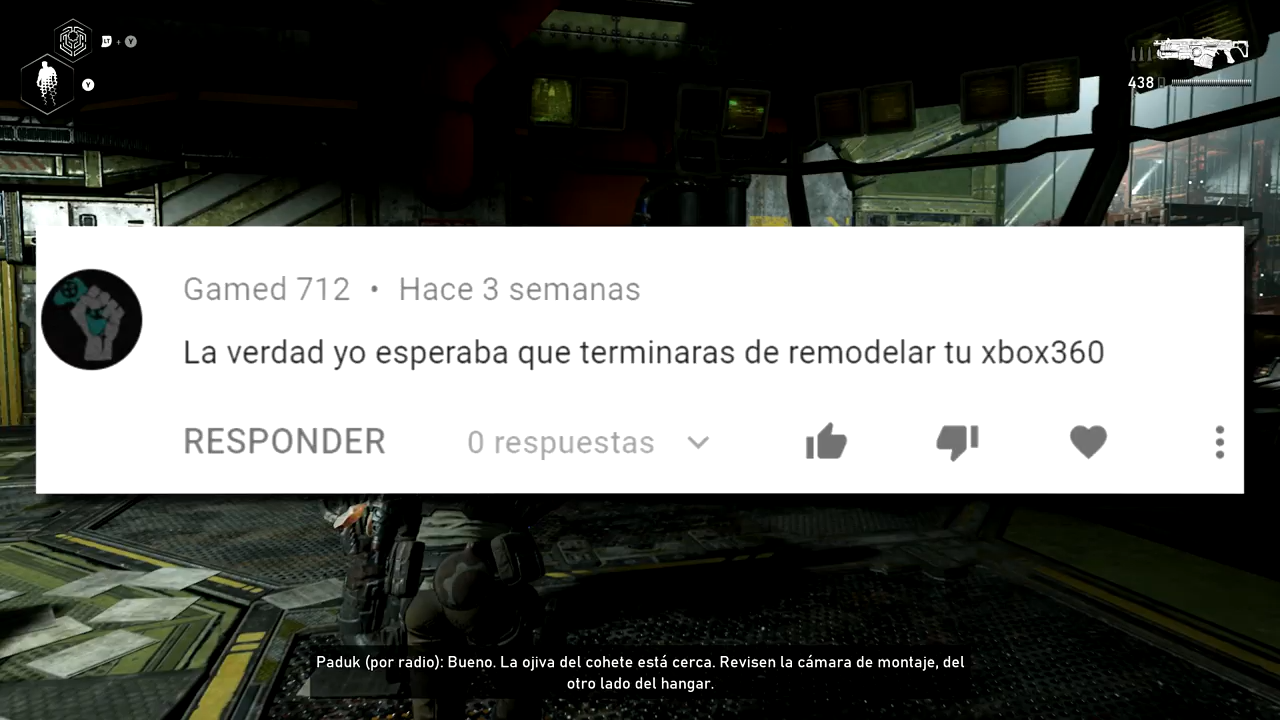 LT + Y
Y
438
Gamed 712 • Hace 3 semanas
La verdad yo esperaba que terminaras de remodelar tu xbox360
RESPONDER 0 respuestas
Paduk (por radio): Bueno. La ojiva del cohete está cerca. Revisen la cámara de montaje, del
otro lado del hangar.